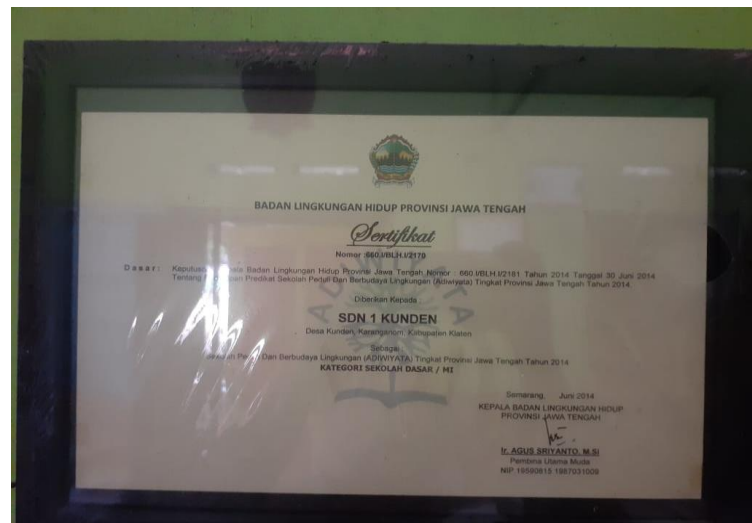 BADAN LINGKUNGAN HIDUP PROVINSI JAWA TENGAH
Sertifikat
Nomor :660.I/BLH.I/2170
Dasar: Keputusan Kepala Badan Lingkungan Hidup Provinsi Jawa Tengah Nomor : 660.I/BLH.I/2181 Tahun 2014 Tanggal 30 Juni 2014
Tentang Predikat Sekolah Peduli Dan Berbudaya Lingkungan (Adiwiyata) Tingkat Provinsi Jawa Tengah Tahun 2014.
Diberikan Kepada :
SDN 1 KUNDEN
Desa Kunden, Karanganom, Kabupaten Klaten
Sebagai :
Sekolah Peduli Dan Berbudaya Lingkungan (ADIWIYATA) Tingkat Provinsi Jawa Tengah Tahun 2014
KATEGORI SEKOLAH DASAR / MI
ADIWIYATA
Semarang, Juni 2014
KEPALA BADAN LINGKUNGAN HIDUP
PROVINSI JAWA TENGAH
Ir. AGUS SRIYANTO, M.Si
Pembina Utama Muda
NIP 19590815 1987031009